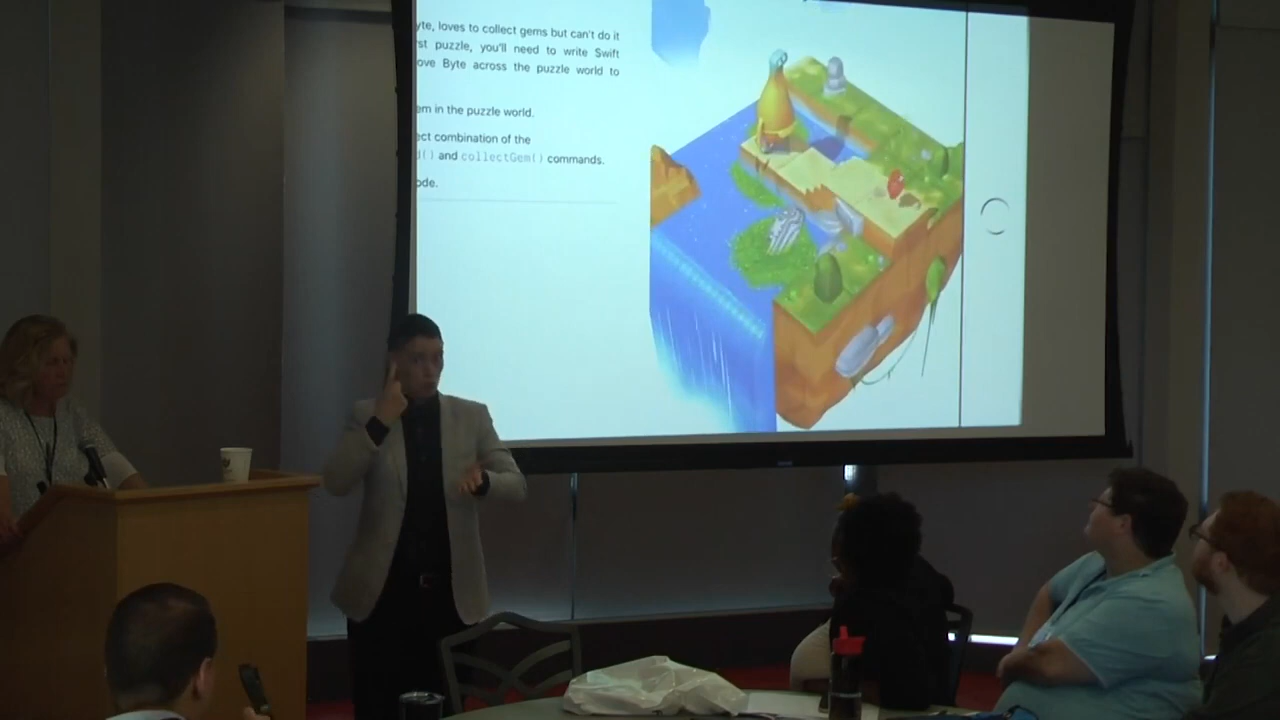 yte, loves to collect gems but can't do it
st puzzle, you'll need to write Swift
ove Byte across the puzzle world to
em in the puzzle world.
ect combination of the
d() and collectGem() commands.
ode.